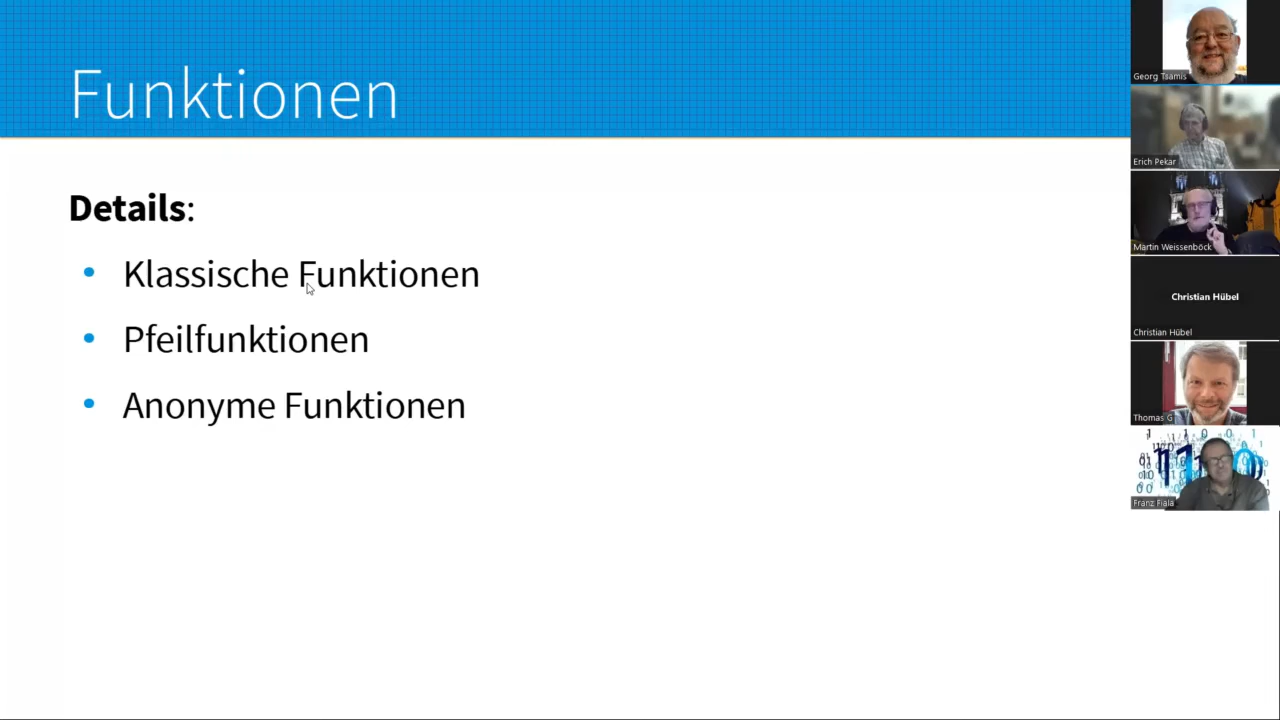 Funktionen
Details:
• Klassische Funktionen
• Pfeilfunktionen
• Anonyme Funktionen
Georg Tsamis
Erich Pekar
Martin Weissenböck
Christian Hübel
Christian Hübel
Thomas G
Franz Fiala